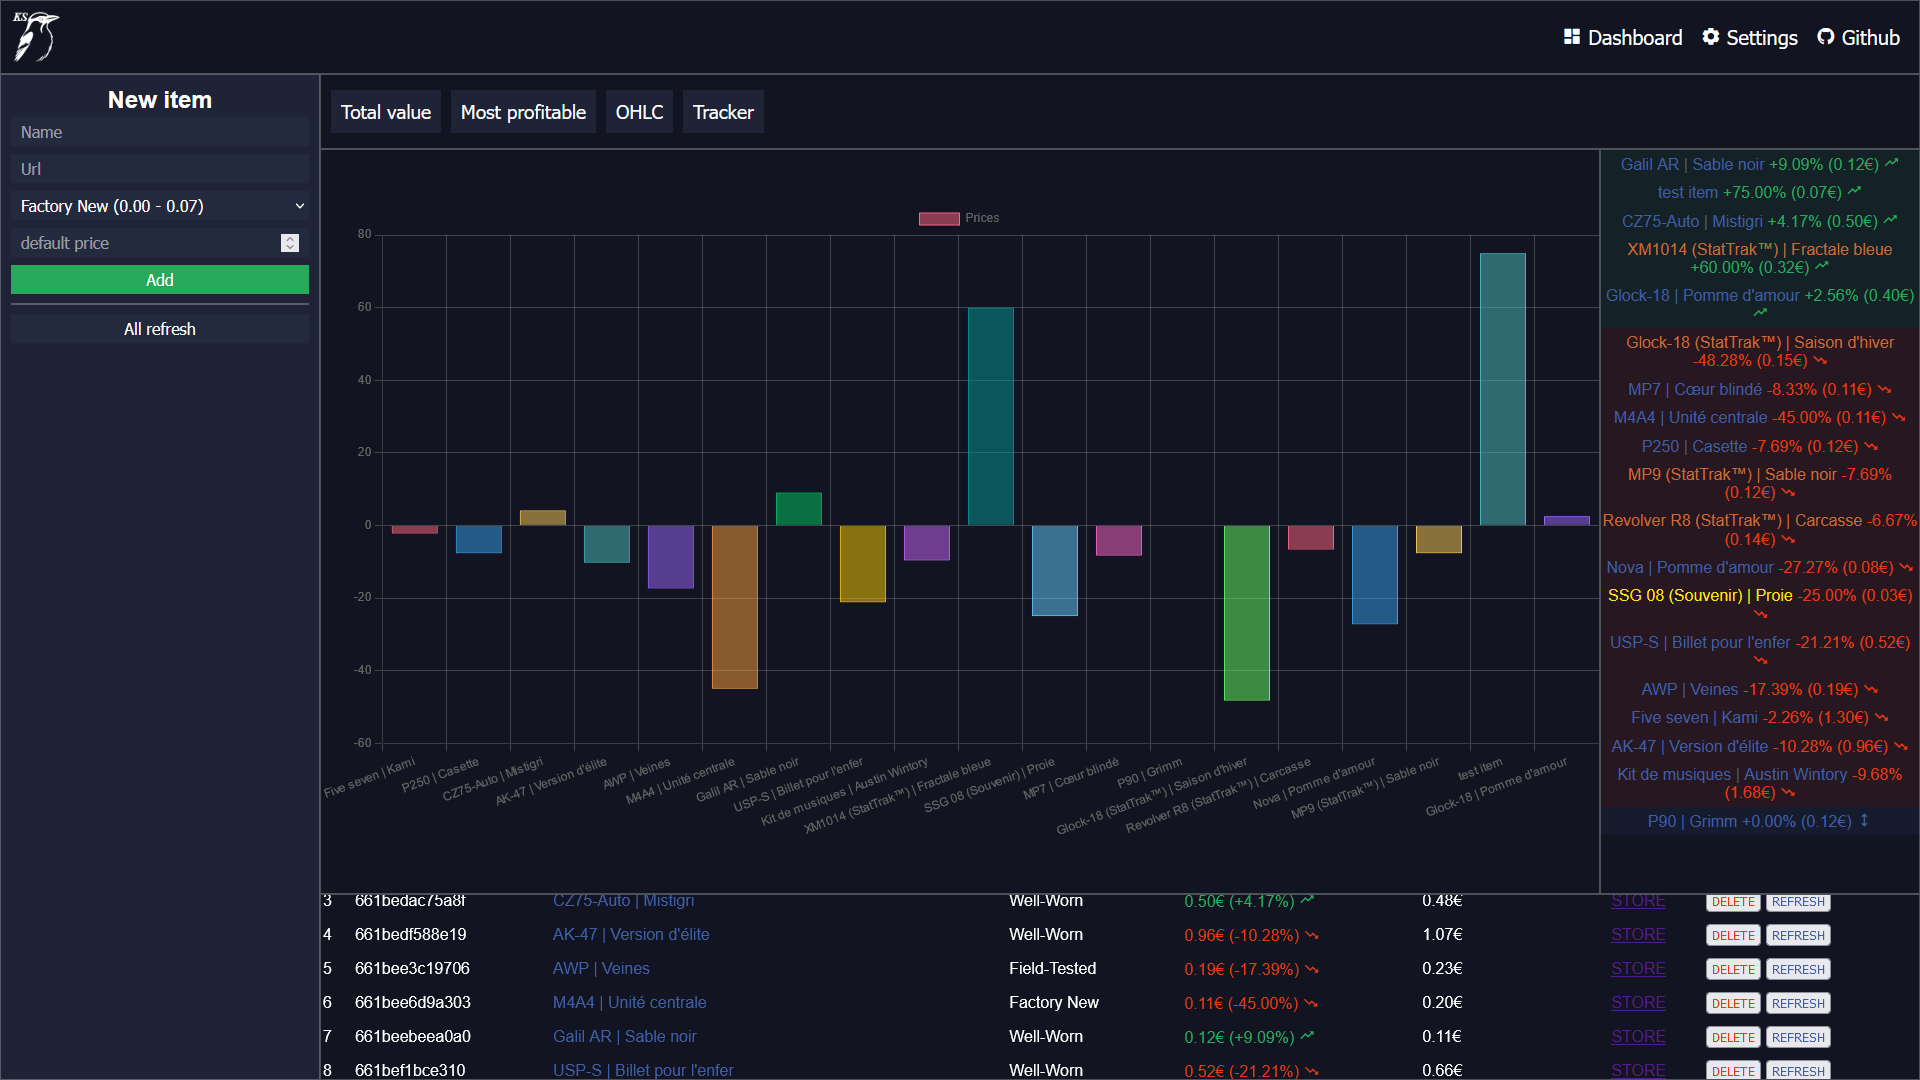 KS
Dashboard
Settings
Github
New item
Name
Url
Factory New (0.00 - 0.07)
default price
Add
All refresh
Total value
Most profitable
OHLC
Tracker
Prices
80
60
40
20
0
-20
-40
-60
Five seven | Kami
P250 | Casette
CZ75-Auto | Mistigri
AK-47 | Version d'élite
AWP | Veines
M4A4 | Unité centrale
Galil AR | Sable noir
USP-S | Billet pour l'enfer
Kit de musiques | Austin Wintory
XM1014 (StatTrak™) | Fractale bleue
SSG 08 (Souvenir) | Proie
MP7 | Cœur blindé
P90 | Grimm
Glock-18 (StatTrak™) | Saison d'hiver
Revolver R8 (StatTrak™) | Carcasse
Nova | Pomme d'amour
MP9 (StatTrak™) | Sable noir
test item
Glock-18 | Pomme d'amour
Galil AR | Sable noir +9.09% (0.12€)
test item +75.00% (0.07€)
CZ75-Auto | Mistigri +4.17% (0.50€)
XM1014 (StatTrak™) | Fractale bleue
+60.00% (0.32€)
Glock-18 | Pomme d'amour +2.56% (0.40€)
Glock-18 (StatTrak™) | Saison d'hiver
-48.28% (0.15€)
MP7 | Cœur blindé -8.33% (0.11€)
M4A4 | Unité centrale -45.00% (0.11€)
P250 | Casette -7.69% (0.12€)
MP9 (StatTrak™) | Sable noir -7.69%
(0.12€)
Revolver R8 (StatTrak™) | Carcasse -6.67%
(0.14€)
Nova | Pomme d'amour -27.27% (0.08€)
SSG 08 (Souvenir) | Proie -25.00% (0.03€)
USP-S | Billet pour l'enfer -21.21% (0.52€)
AWP | Veines -17.39% (0.19€)
Five seven | Kami -2.26% (1.30€)
AK-47 | Version d'élite -10.28% (0.96€)
Kit de musiques | Austin Wintory -9.68%
(1.68€)
P90 | Grimm +0.00% (0.12€)
3 661bedac75a8f CZ75-Auto | Mistigri Well-Worn 0.50€ (+4.17%) 0.48€ STORE DELETE REFRESH
4 661bedf588e19 AK-47 | Version d'élite Well-Worn 0.96€ (-10.28%) 1.07€ STORE DELETE REFRESH
5 661bee3c19706 AWP | Veines Field-Tested 0.19€ (-17.39%) 0.23€ STORE DELETE REFRESH
6 661bee6d9a303 M4A4 | Unité centrale Factory New 0.11€ (-45.00%) 0.20€ STORE DELETE REFRESH
7 661beebeea0a0 Galil AR | Sable noir Well-Worn 0.12€ (+9.09%) 0.11€ STORE DELETE REFRESH
8 661bef1bce310 USP-S | Billet pour l'enfer Well-Worn 0.52€ (-21.21%) 0.66€ STORE DELETE REFRESH